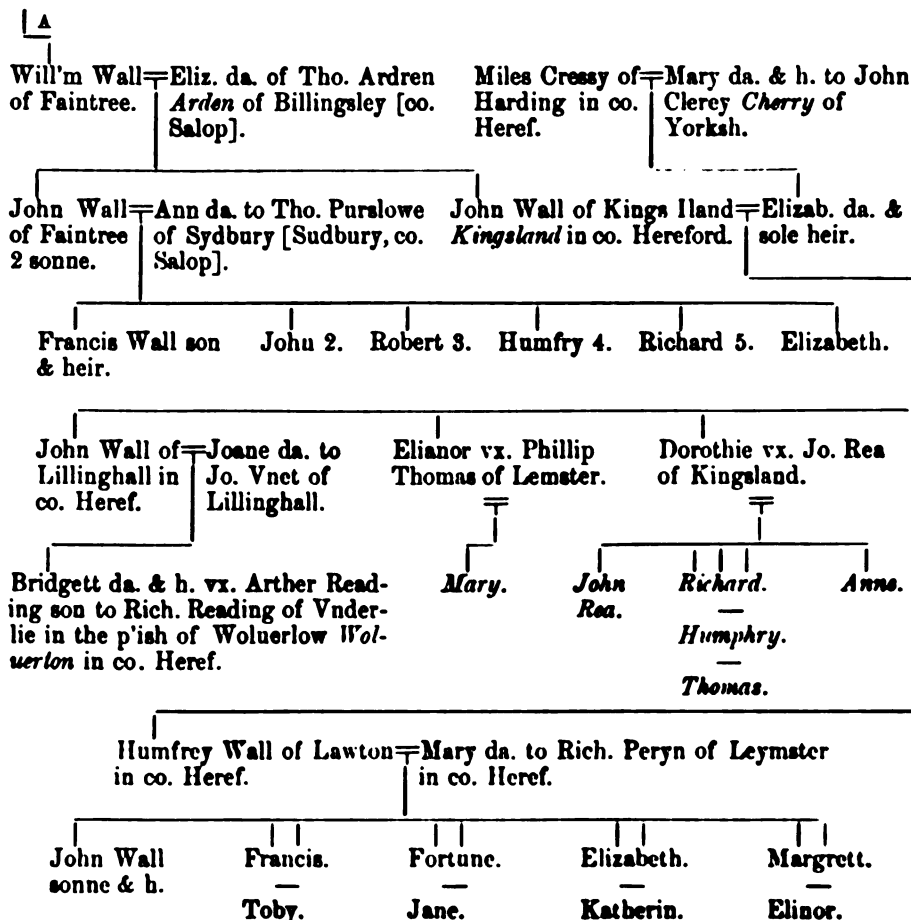 A
Will'm Wall
of Faintree.
Eliz. da. of Tho. Ardren
Arden of Billingsley [co.
Salop].
Miles Cressy of
Harding in co.
Heref.
Mary da. & h. to John
Clercy Cherry of
Yorksh.
John Wall
of Faintree
2 sonne.
Ann da. to Tho. Purslowe
of Sydbury [Sudbury, co.
Salop].
John Wall of Kings Iland
Kingsland in co. Hereford.
Elizab. da. &
sole heir.
Francis Wall son
& heir.
John 2.
Robert 3.
Humfry 4.
Richard 5.
Elizabeth.
John Wall of
Lillinghall in
co. Heref.
Joane da. to
Jo. Vnet of
Lillinghall.
Elianor vx. Phillip
Thomas of Lemster.
Dorothie vx. Jo. Rea
of Kingsland.
Bridgett da. & h. vx. Arther Read-
ing son to Rich. Reading of Vnder-
lie in the p'ish of Woluerlow Wol-
uerton in co. Heref.
Mary.
John
Rea.
Richard.
—
Humphry.
—
Thomas.
Anne.
Humfrey Wall of Lawton
in co. Heref.
Mary da. to Rich. Peryn of Leymster
in co. Heref.
John Wall
sonne & h.
Francis.
—
Toby.
Fortune.
—
Jane.
Elizabeth.
—
Katherin.
Margrett.
—
Elinor.